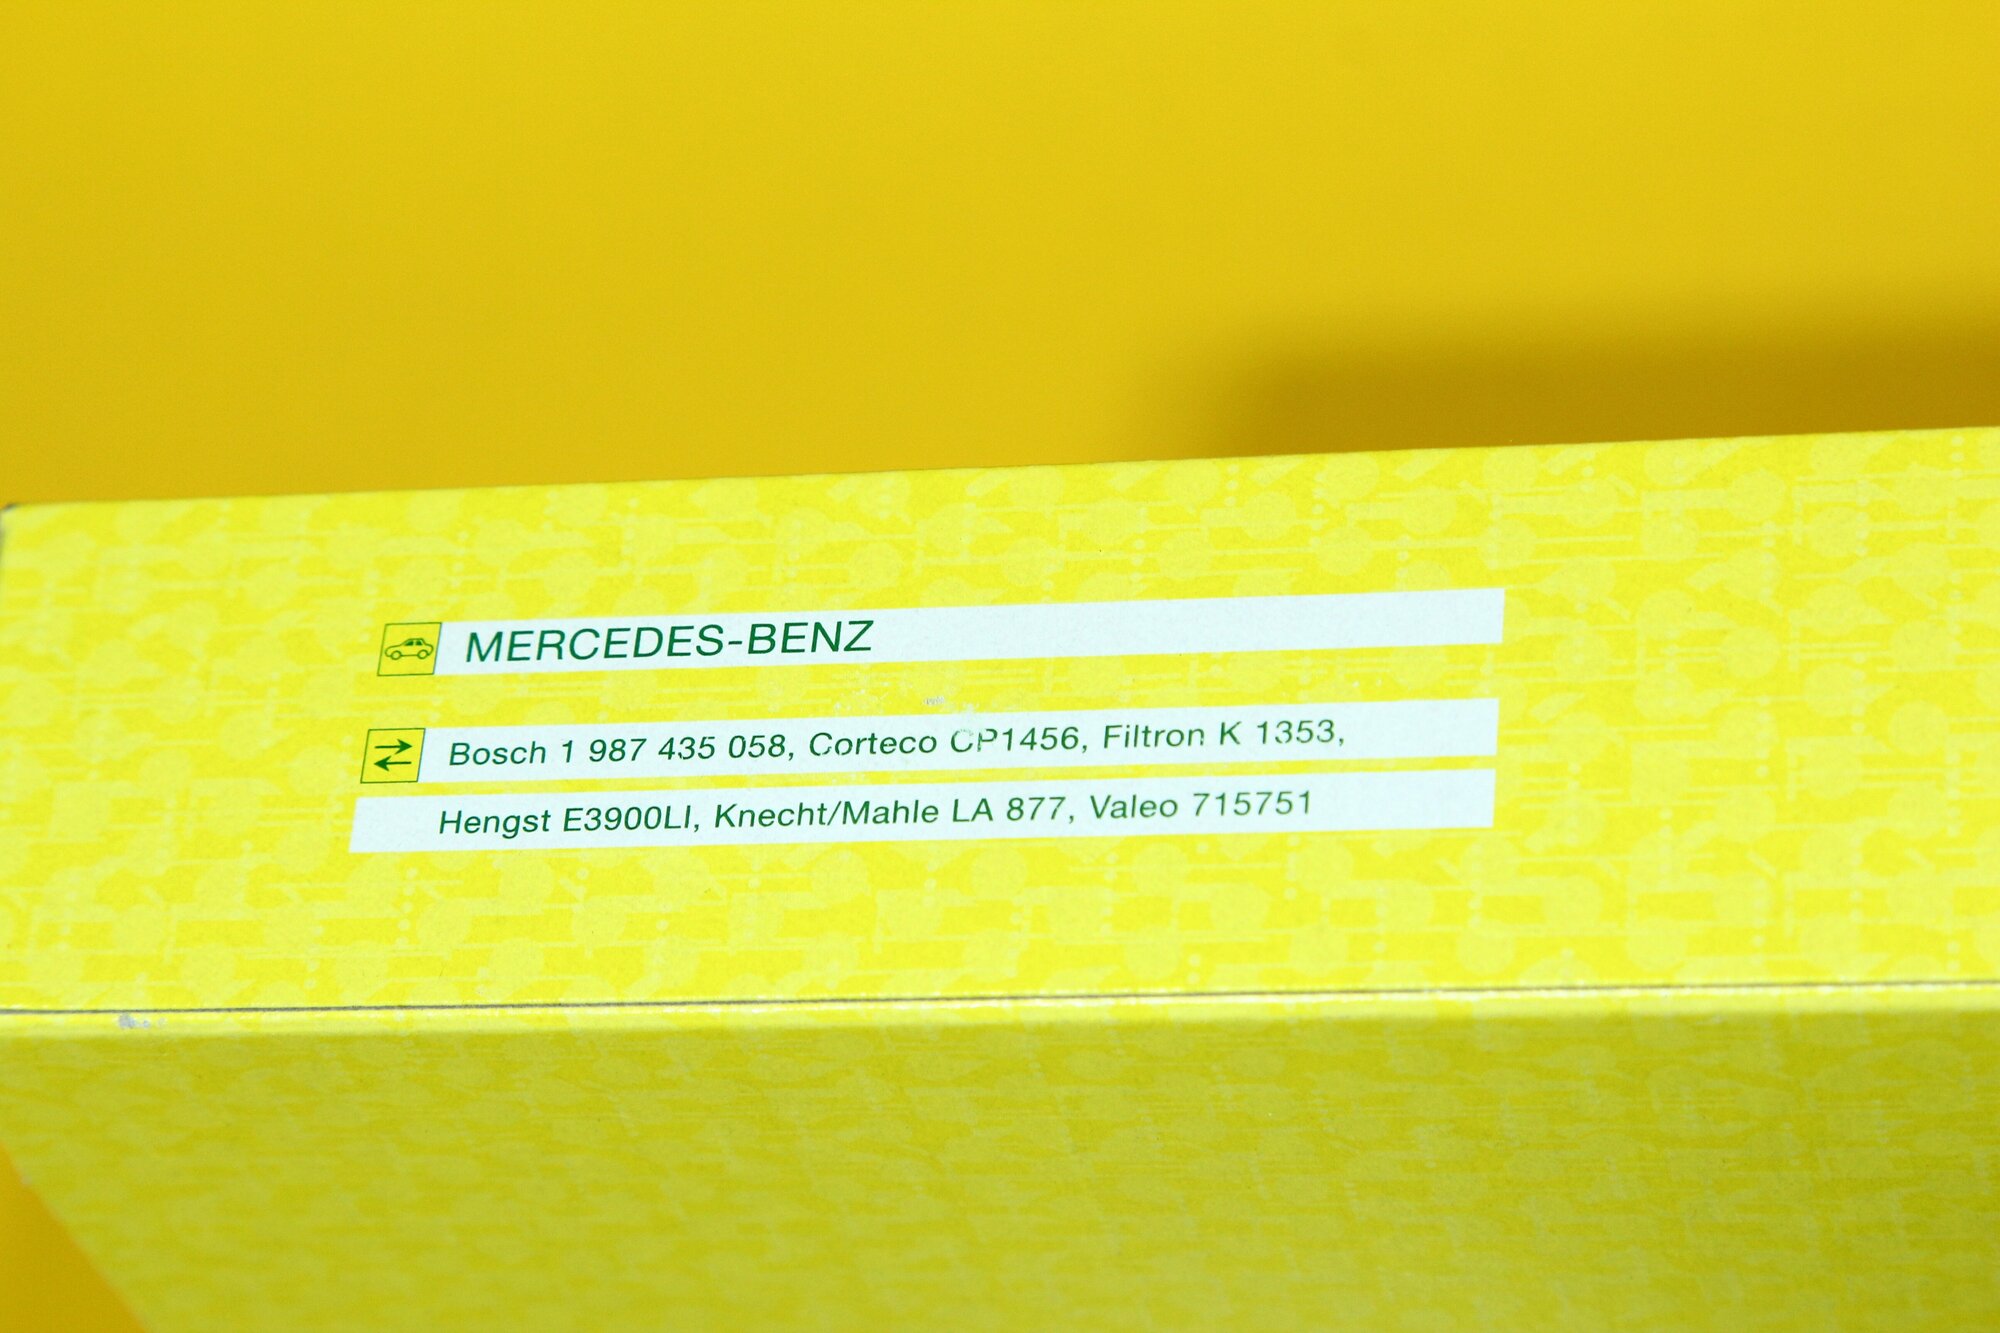 MERCEDES-BENZ
Bosch 1 987 435 058, Corteco CP1456, Filtron K 1353,
Hengst E3900LI, Knecht/Mahle LA 877, Valeo 715751